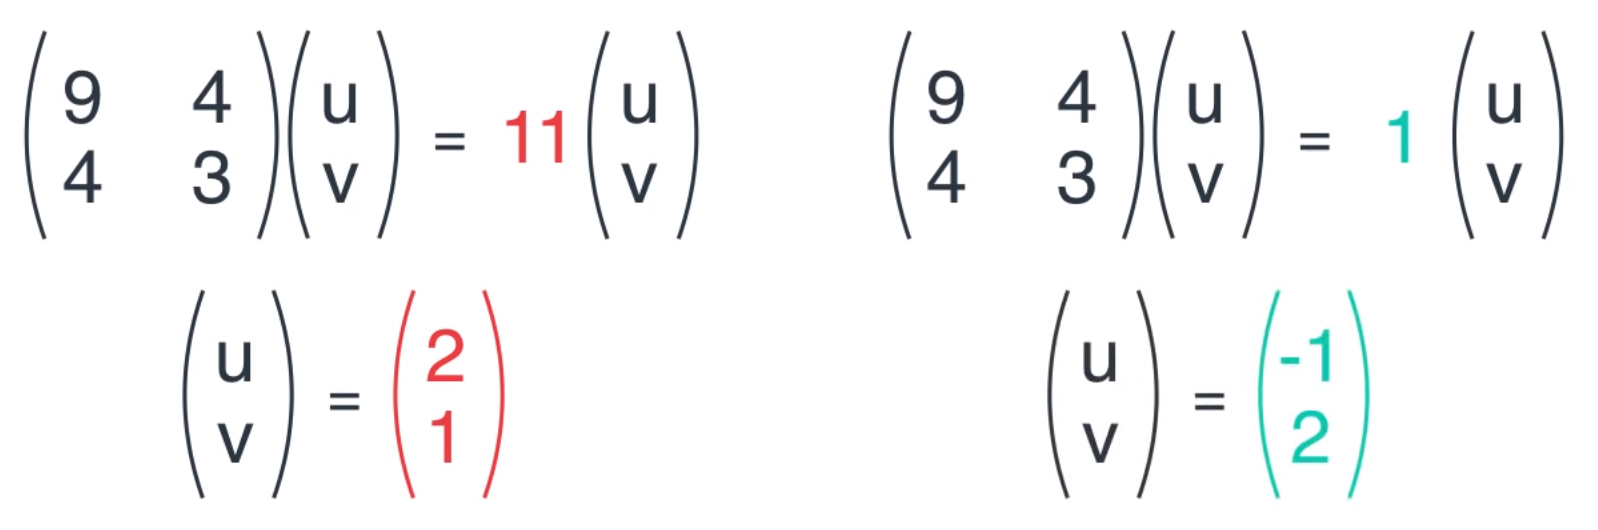 9 4 u = 11 u
4 3 v v
u = 2
v 1
9 4 u = 1 u
4 3 v v
u = -1
v 2